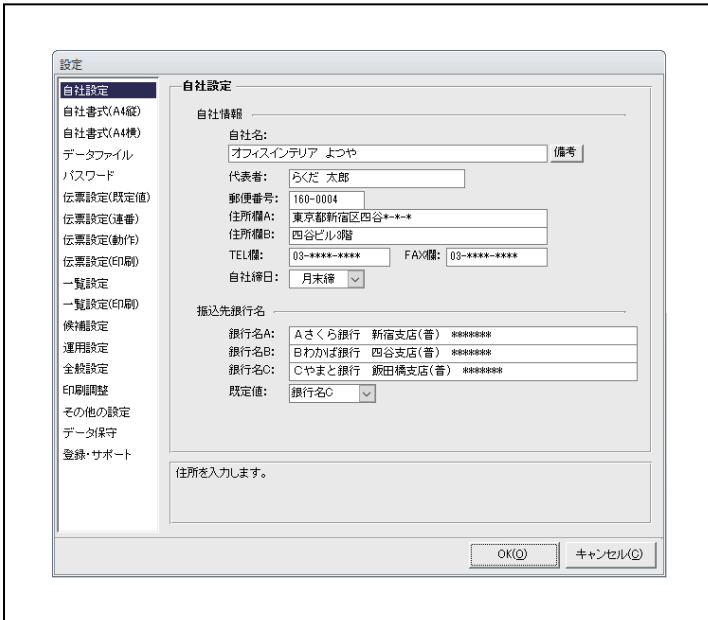 設定
自社設定
自社書式(A4縦)
自社書式(A4横)
データファイル
パスワード
伝票設定(既定値)
伝票設定(連番)
伝票設定(動作)
伝票設定(印刷)
一覧設定
一覧設定(印刷)
候補設定
運用設定
全般設定
印刷調整
その他の設定
データ保守
登録・サポート
自社設定
自社情報
自社名:
オフィスインテリア よつや 備考
代表者: らくだ 太郎
郵便番号: 160-0004
住所欄A: 東京都新宿区四谷*-*-*
住所欄B: 四谷ビル3階
TEL欄: 03-****-**** FAX欄: 03-****-****
自社締日: 月末締
振込先銀行名
銀行名A: Aさくら銀行 新宿支店(普) *******
銀行名B: Bわかば銀行 四谷支店(普) *******
銀行名C: Cやまと銀行 飯田橋支店(普) *******
既定値: 銀行名C
住所を入力します。
OK(O) キャンセル(C)